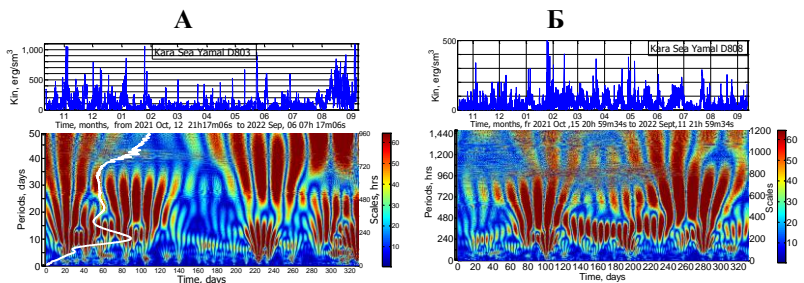 А
Б
Kara Sea Yamal D803
Kin, erg/sm³
1,000
500
0
11 12 01 02 03 04 05 06 07 08 09
Time, months, from 2021 Oct, 12 21h17m06s to 2022 Sep, 06 07h 17m06s
Kara Sea Yamal D808
Kin, erg/sm³
400
200
0
11 12 01 02 03 04 05 06 07 08 09
Time, months, fr 2021 Oct ,15 20h 59m34s to 2022 Sept,11 21h 59m34s
Periods, days
50
40
30
20
10
0
0 20 40 60 80 100 120 140 160 180 200 220 240 260 280 300 320
Time, days
960
720
480
240
0
Scales, hrs
60
50
40
30
20
10
Periods, hrs
1,440
1200
960
720
480
240
0
0 20 40 60 80 100 120 140 160 180 200 220 240 260 280 300 320
Time, days
1200
1000
800
600
400
200
0
Scales
60
50
40
30
20
10